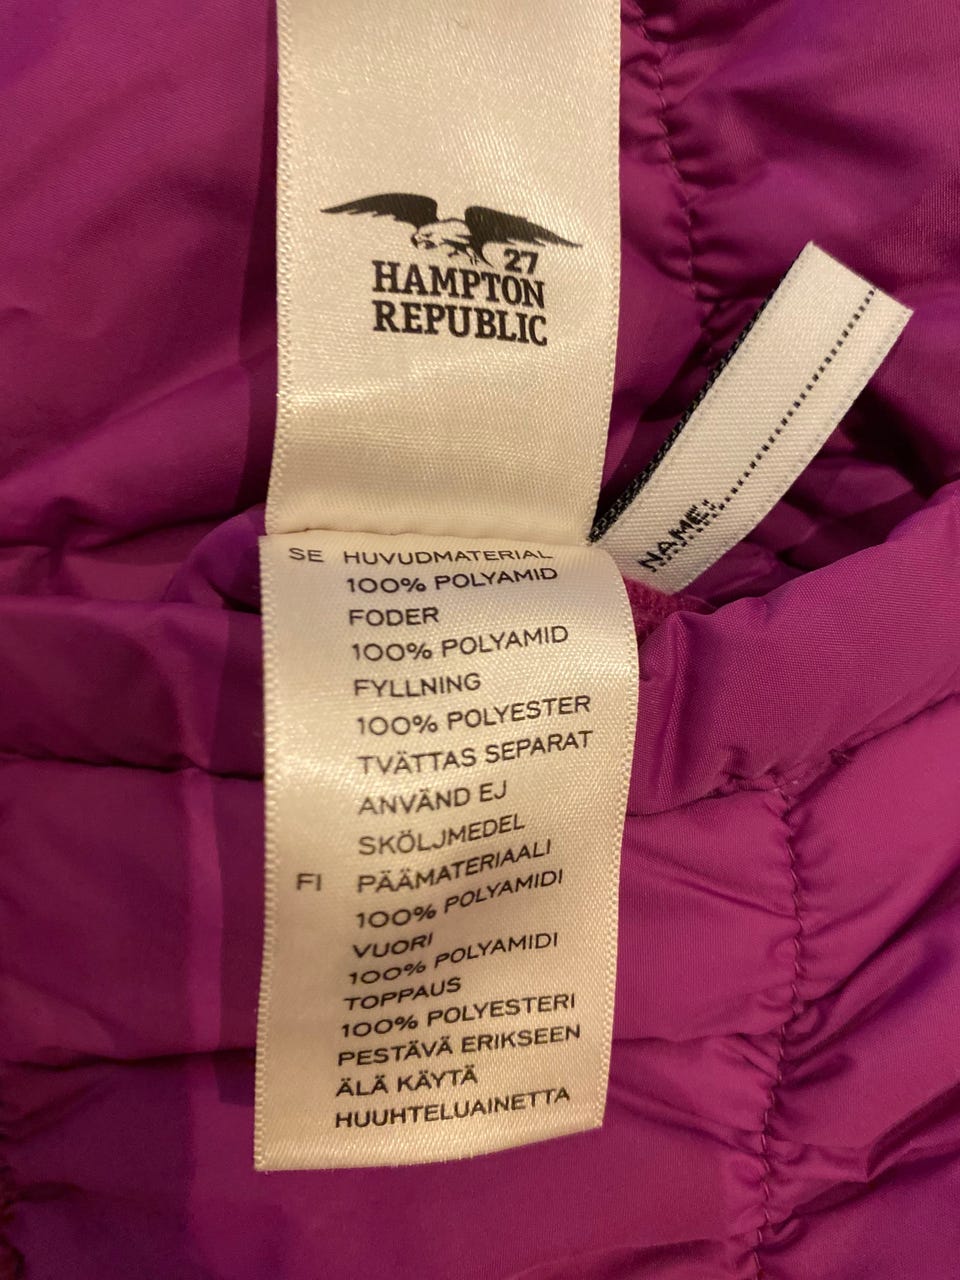 27
HAMPTON
REPUBLIC
NAME:
SE HUVUDMATERIAL
100% POLYAMID
FODER
100% POLYAMID
FYLLNING
100% POLYESTER
TVÄTTAS SEPARAT
ANVÄND EJ
SKÖLJMEDEL
FI PÄÄMATERIAALI
100% POLYAMIDI
VUORI
100% POLYAMIDI
TOPPAUS
100% POLYESTERI
PESTÄVÄ ERIKSEEN
ÄLÄ KÄYTÄ
HUUHTELUAINETTA